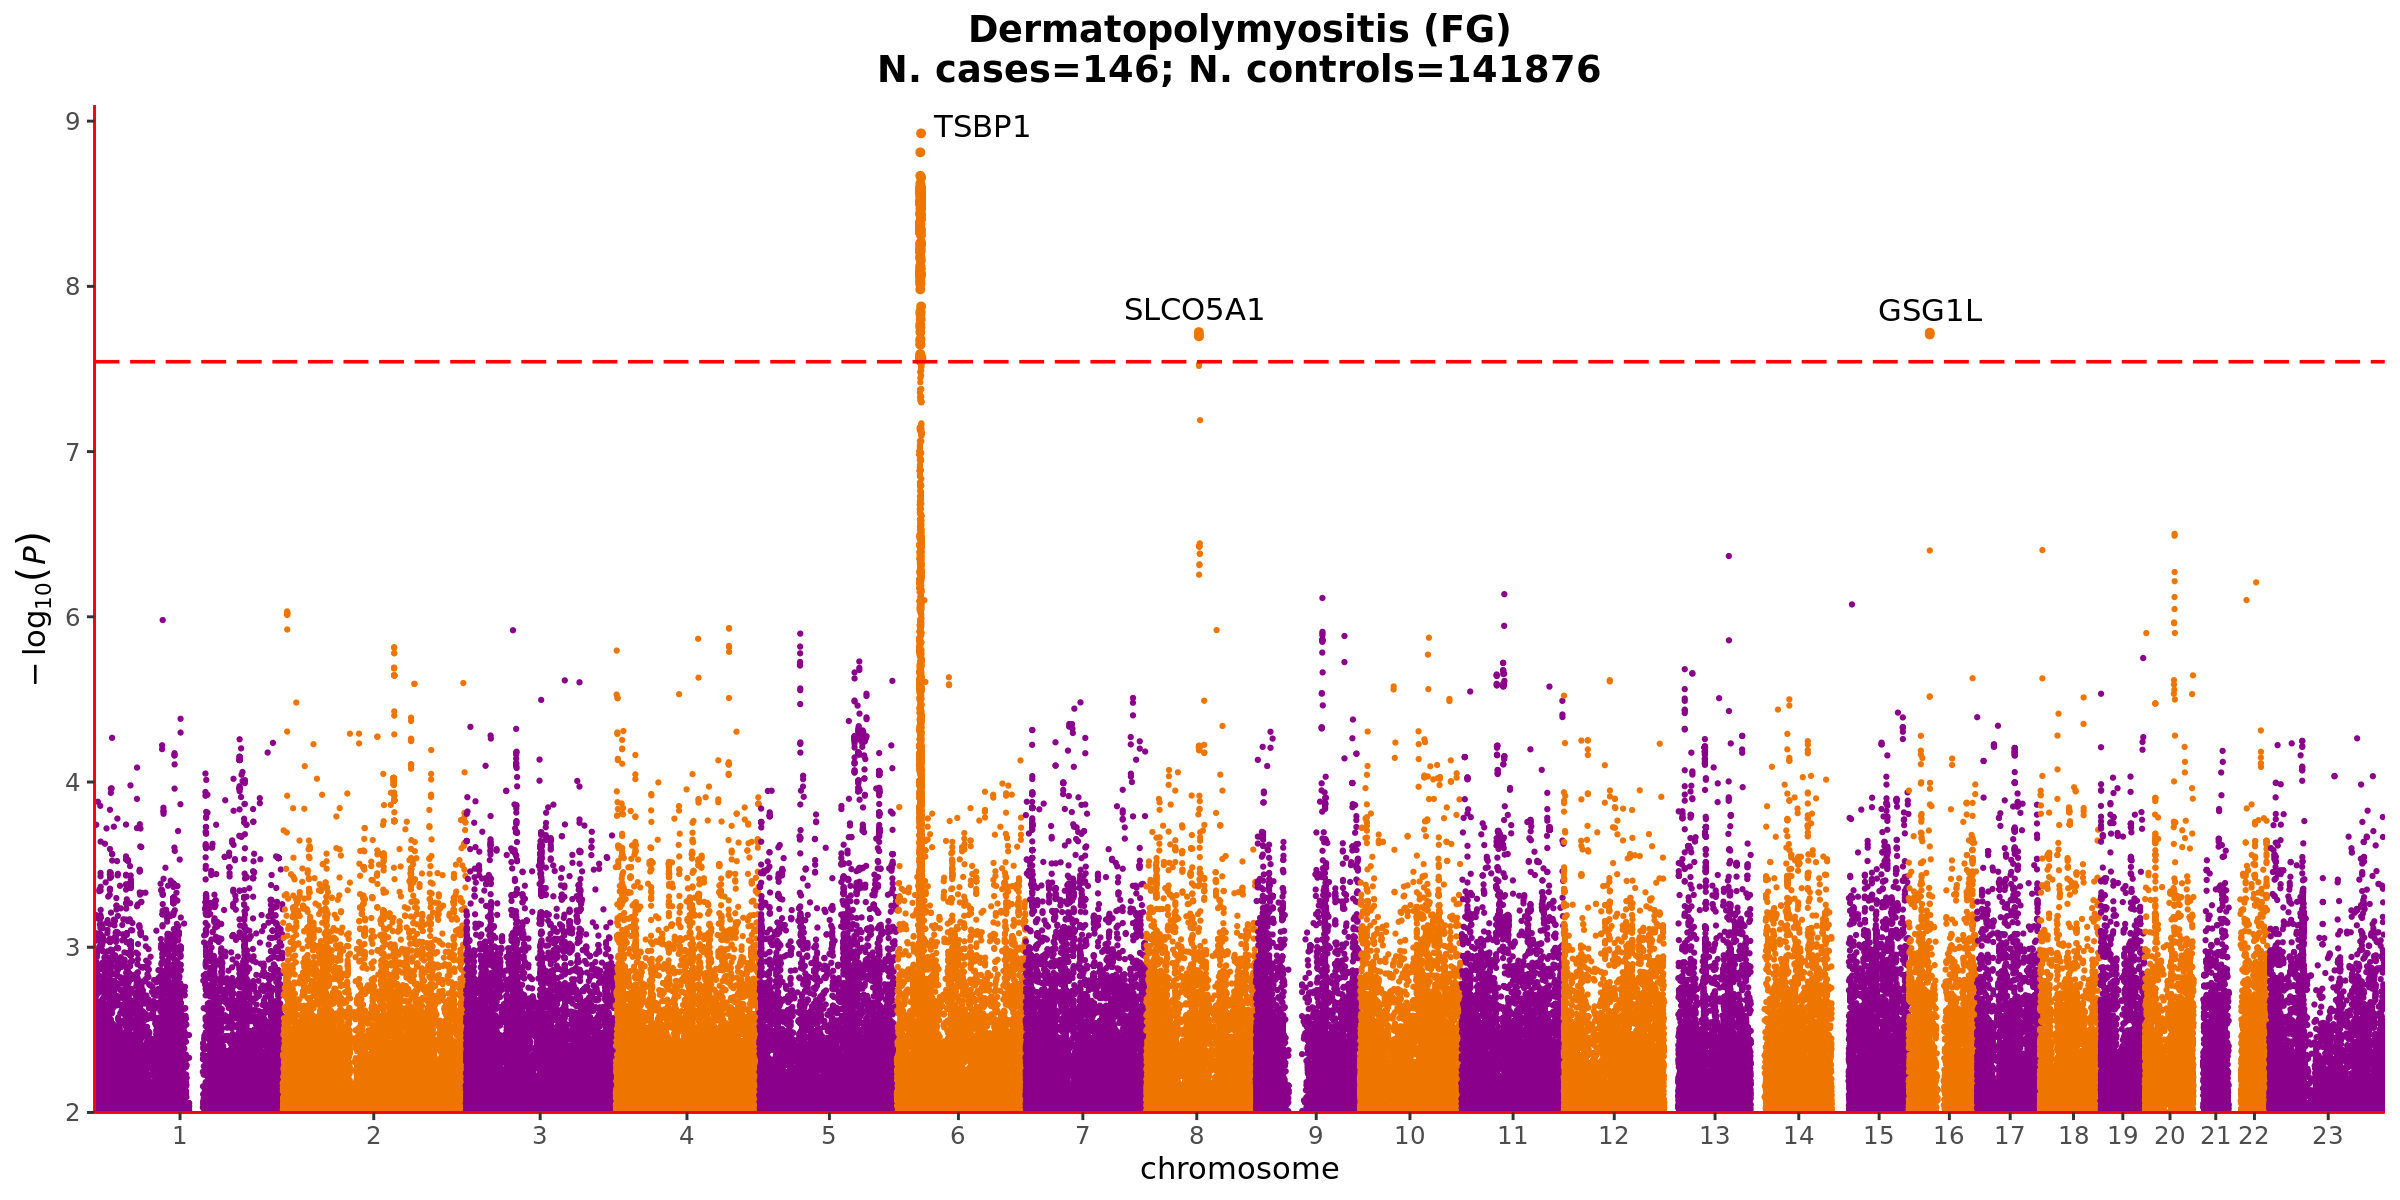 Dermatopolymyositis (FG)
N. cases=146; N. controls=141876
9
TSBP1
8
SLCO5A1
GSG1L
7
6
4
3
2
− log10(P)
1 2 3 4 5 6 7 8 9 10 11 12 13 14 15 16 17 18 19 20 21 22 23
chromosome